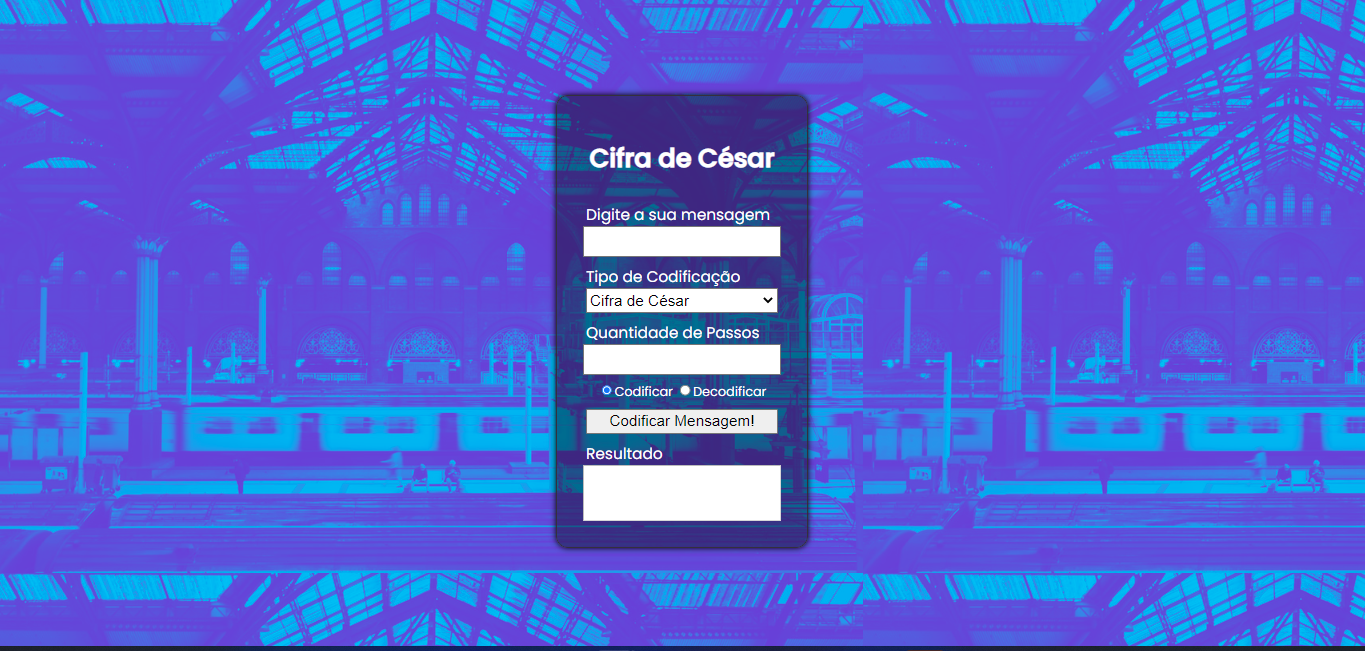 Cifra de César
Digite a sua mensagem
Tipo de Codificação
Cifra de César
Quantidade de Passos
Codificar Decodificar
Codificar Mensagem!
Resultado